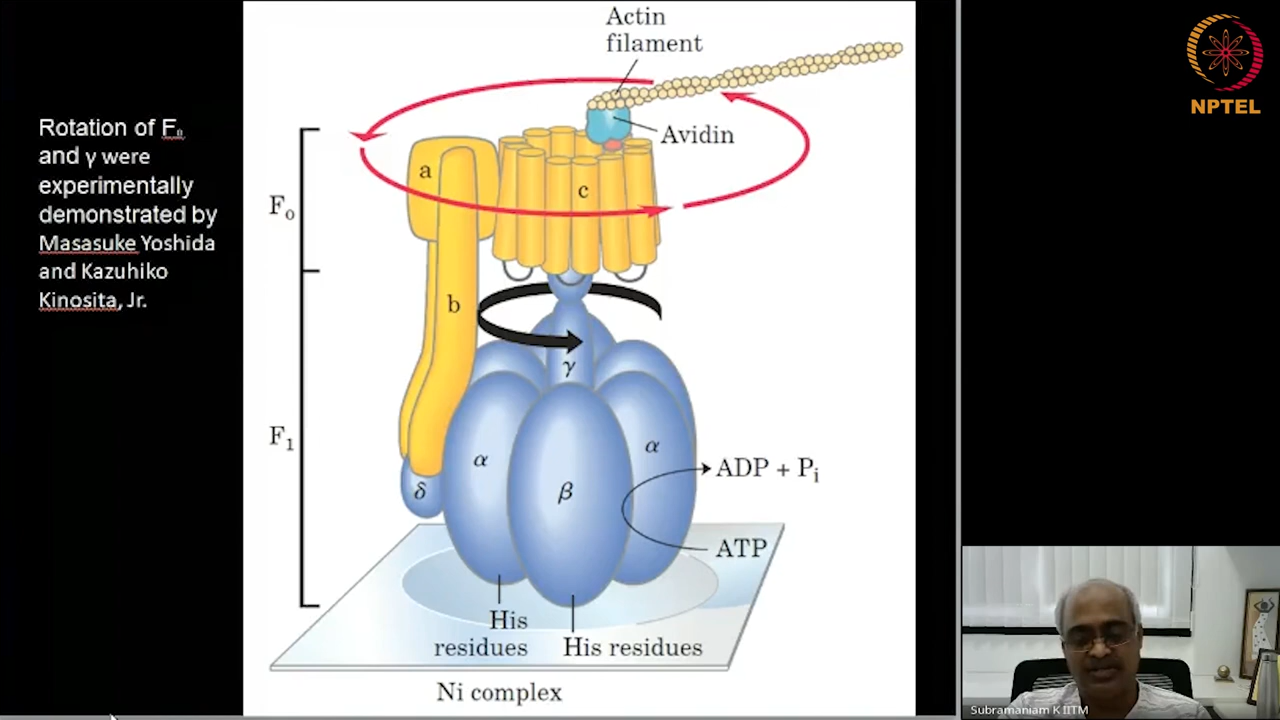 Rotation of F₀
and γ were
experimentally
demonstrated by
Masasuke Yoshida
and Kazuhiko
Kinosita, Jr.
Actin
filament
Avidin
a
c
Fₒ
b
γ
F₁
α
α
β
δ
ADP + Pᵢ
ATP
His
residues
His residues
Ni complex
NPTEL
Subramaniam K IITM